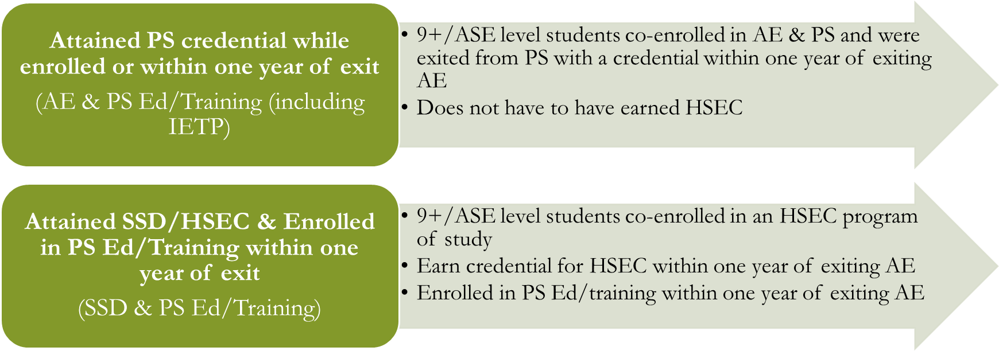 Attained PS credential while
enrolled or within one year of exit
(AE & PS Ed/Training (including
IETP)
• 9+/ASE level students co-enrolled in AE & PS and were
exited from PS with a credential within one year of exiting
AE
• Does not have to have earned HSEC
Attained SSD/HSEC & Enrolled
in PS Ed/Training within one
year of exit
(SSD & PS Ed/Training)
• 9+/ASE level students co-enrolled in an HSEC program
of study
• Earn credential for HSEC within one year of exiting AE
• Enrolled in PS Ed/training within one year of exiting AE